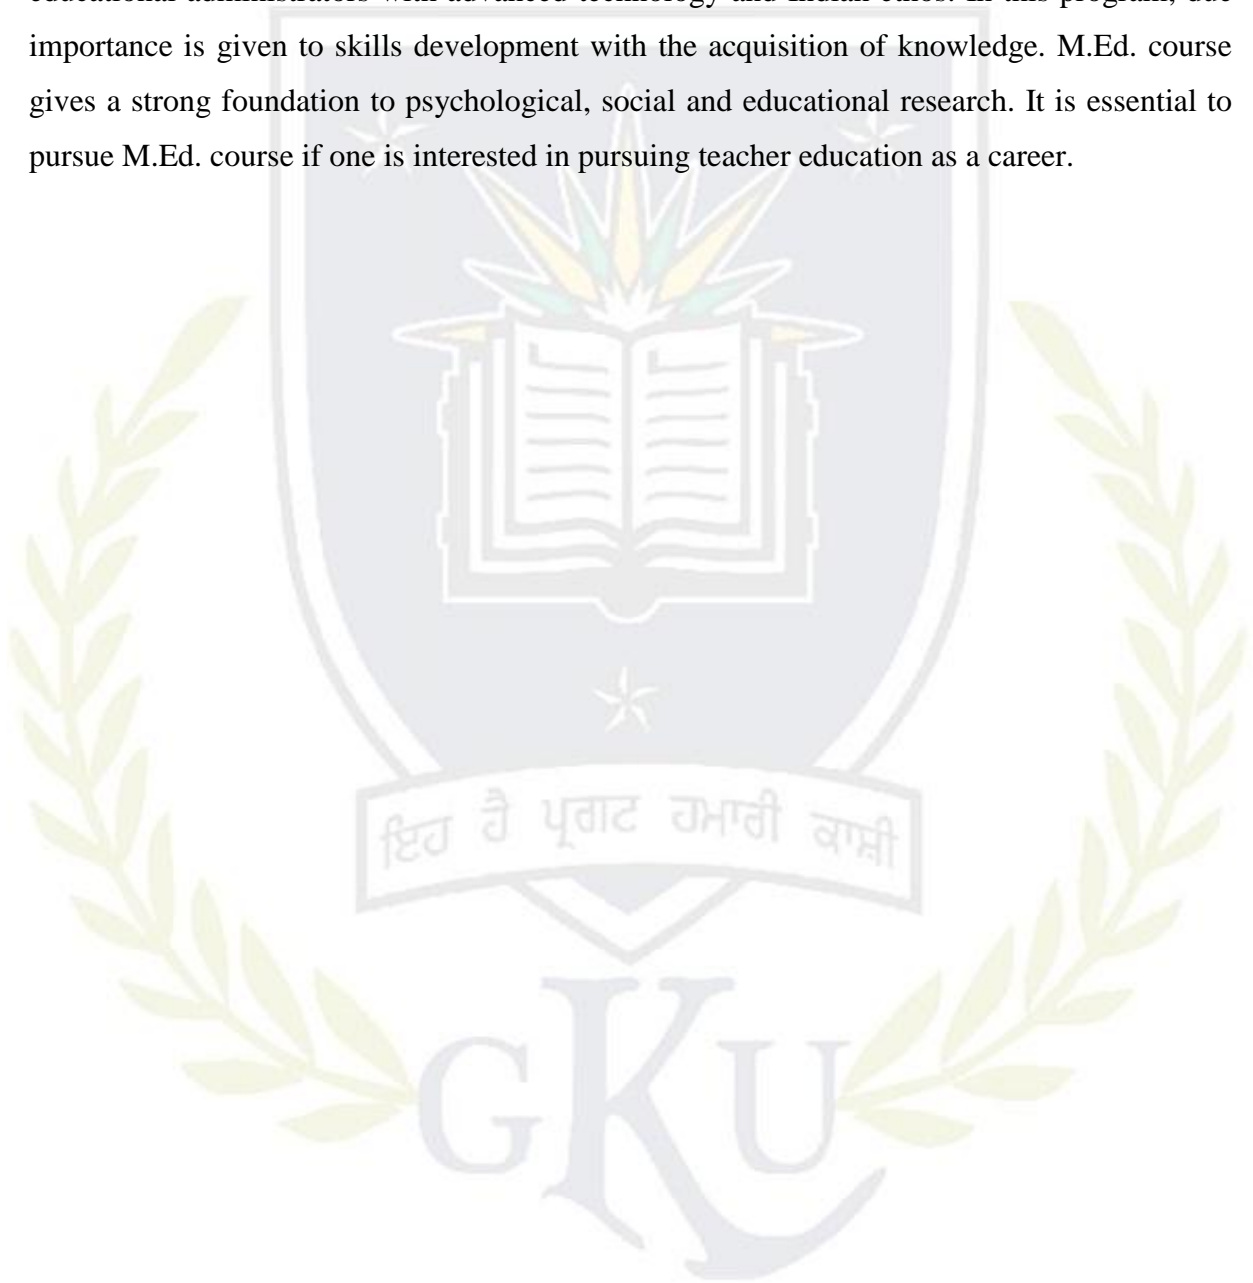 educational administrators with advanced technology and Indian ethos. In this program, due
importance is given to skills development with the acquisition of knowledge. M.Ed. course
gives a strong foundation to psychological, social and educational research. It is essential to
pursue M.Ed. course if one is interested in pursuing teacher education as a career.
ਇਹ ਹੈ ਪ੍ਰਗਟ ਹਮਾਰੀ ਕਾਸ਼ੀ
GKU